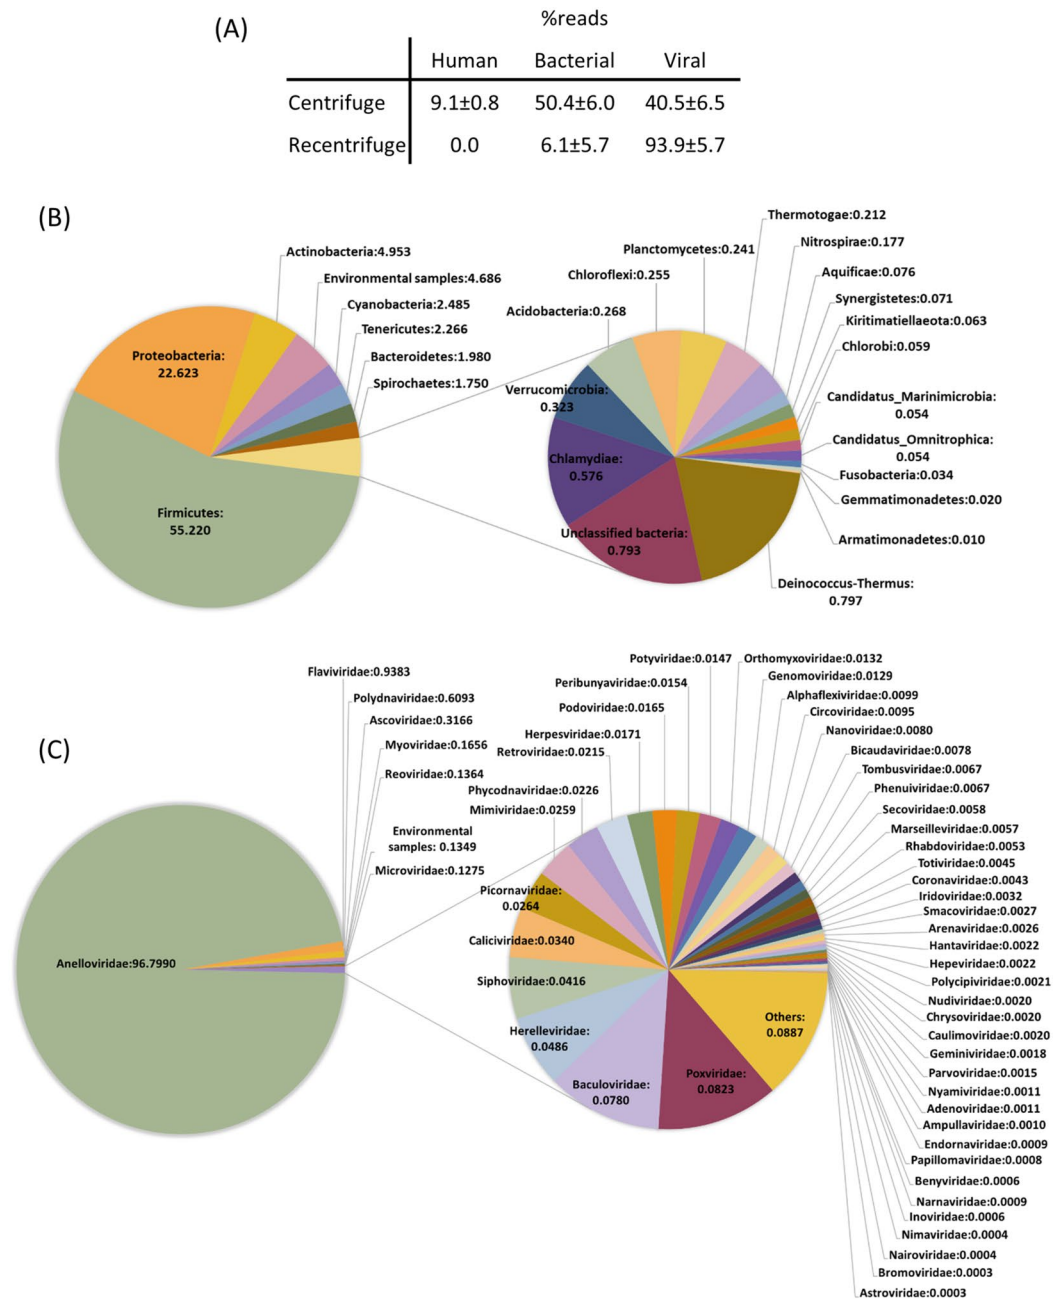 (A)
%reads
Human Bacterial Viral
Centrifuge 9.1±0.8 50.4±6.0 40.5±6.5
Recentrifuge 0.0 6.1±5.7 93.9±5.7
(B)
Proteobacteria:
22.623
Actinobacteria:4.953
Environmental samples:4.686
Cyanobacteria:2.485
Tenericutes:2.266
Bacteroidetes:1.980
Spirochaetes:1.750
Firmicutes:
55.220
Thermotogae:0.212
Planctomycetes:0.241
Nitrospirae:0.177
Chloroflexi:0.255
Aquificae:0.076
Acidobacteria:0.268
Synergistetes:0.071
Kiritimatiellaeota:0.063
Chlorobi:0.059
Verrucomicrobia:
0.323
Candidatus_Marinimicrobia:
0.054
Candidatus_Omnitrophica:
0.054
Chlamydiae:
0.576
Fusobacteria:0.034
Gemmatimonadetes:0.020
Unclassified bacteria:
0.793
Armatimonadetes:0.010
Deinococcus-Thermus:
0.797
(C)
Flaviviridae:0.9383
Polydnaviridae:0.6093
Ascoviridae:0.3166
Myoviridae:0.1656
Reoviridae:0.1364
Environmental
samples: 0.1349
Microviridae:0.1275
Anelloviridae:96.7990
Potyviridae:0.0147
Orthomyxoviridae:0.0132
Peribunyaviridae:0.0154
Genomoviridae:0.0129
Podoviridae:0.0165
Alphaflexiviridae:0.0099
Circoviridae:0.0095
Herpesviridae:0.0171
Nanoviridae:0.0080
Retroviridae:0.0215
Bicaudaviridae:0.0078
Tombusviridae:0.0067
Phycodnaviridae:0.0226
Phenuiviridae:0.0067
Mimiviridae:0.0259
Secoviridae:0.0058
Marseilleviridae:0.0057
Rhabdoviridae:0.0053
Totiviridae:0.0045
Coronaviridae:0.0043
Picornaviridae:
0.0264
Iridoviridae:0.0032
Smacoviridae:0.0027
Arenaviridae:0.0026
Caliciviridae:0.0340
Hantaviridae:0.0022
Hepeviridae:0.0022
Siphoviridae:0.0416
Polycipiviridae:0.0021
Nudiviridae:0.0020
Others:
0.0887
Chrysoviridae:0.0020
Herelleviridae:
0.0486
Caulimoviridae:0.0020
Geminiviridae:0.0018
Poxviridae:
0.0823
Parvoviridae:0.0015
Baculoviridae:
0.0780
Nyamiviridae:0.0011
Adenoviridae:0.0011
Ampullaviridae:0.0010
Endornaviridae:0.0009
Papillomaviridae:0.0008
Benyviridae:0.0006
Narnaviridae:0.0009
Inoviridae:0.0006
Nimaviridae:0.0004
Nairoviridae:0.0004
Bromoviridae:0.0003
Astroviridae:0.0003